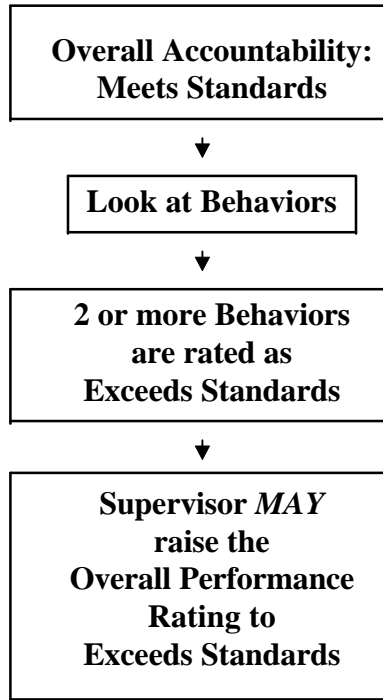 Overall Accountability:
Meets Standards
Look at Behaviors
2 or more Behaviors
are rated as
Exceeds Standards
Supervisor MAY
raise the
Overall Performance
Rating to
Exceeds Standards